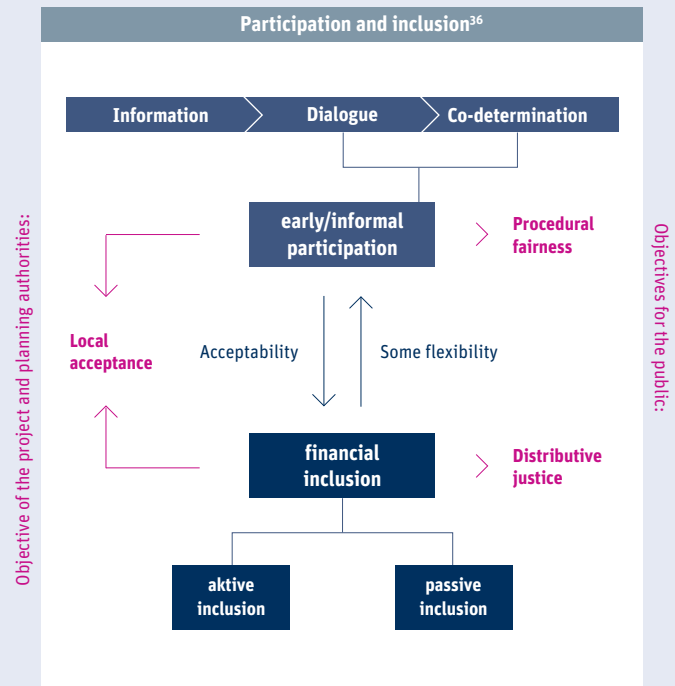 Participation and inclusion³⁶
Information
Dialogue
Co-determination
early/informal
participation
Procedural
fairness
Objective of the project and planning authorities:
Objectives for the public:
Local
acceptance
Acceptability
Some flexibility
financial
inclusion
Distributive
justice
aktive
inclusion
passive
inclusion